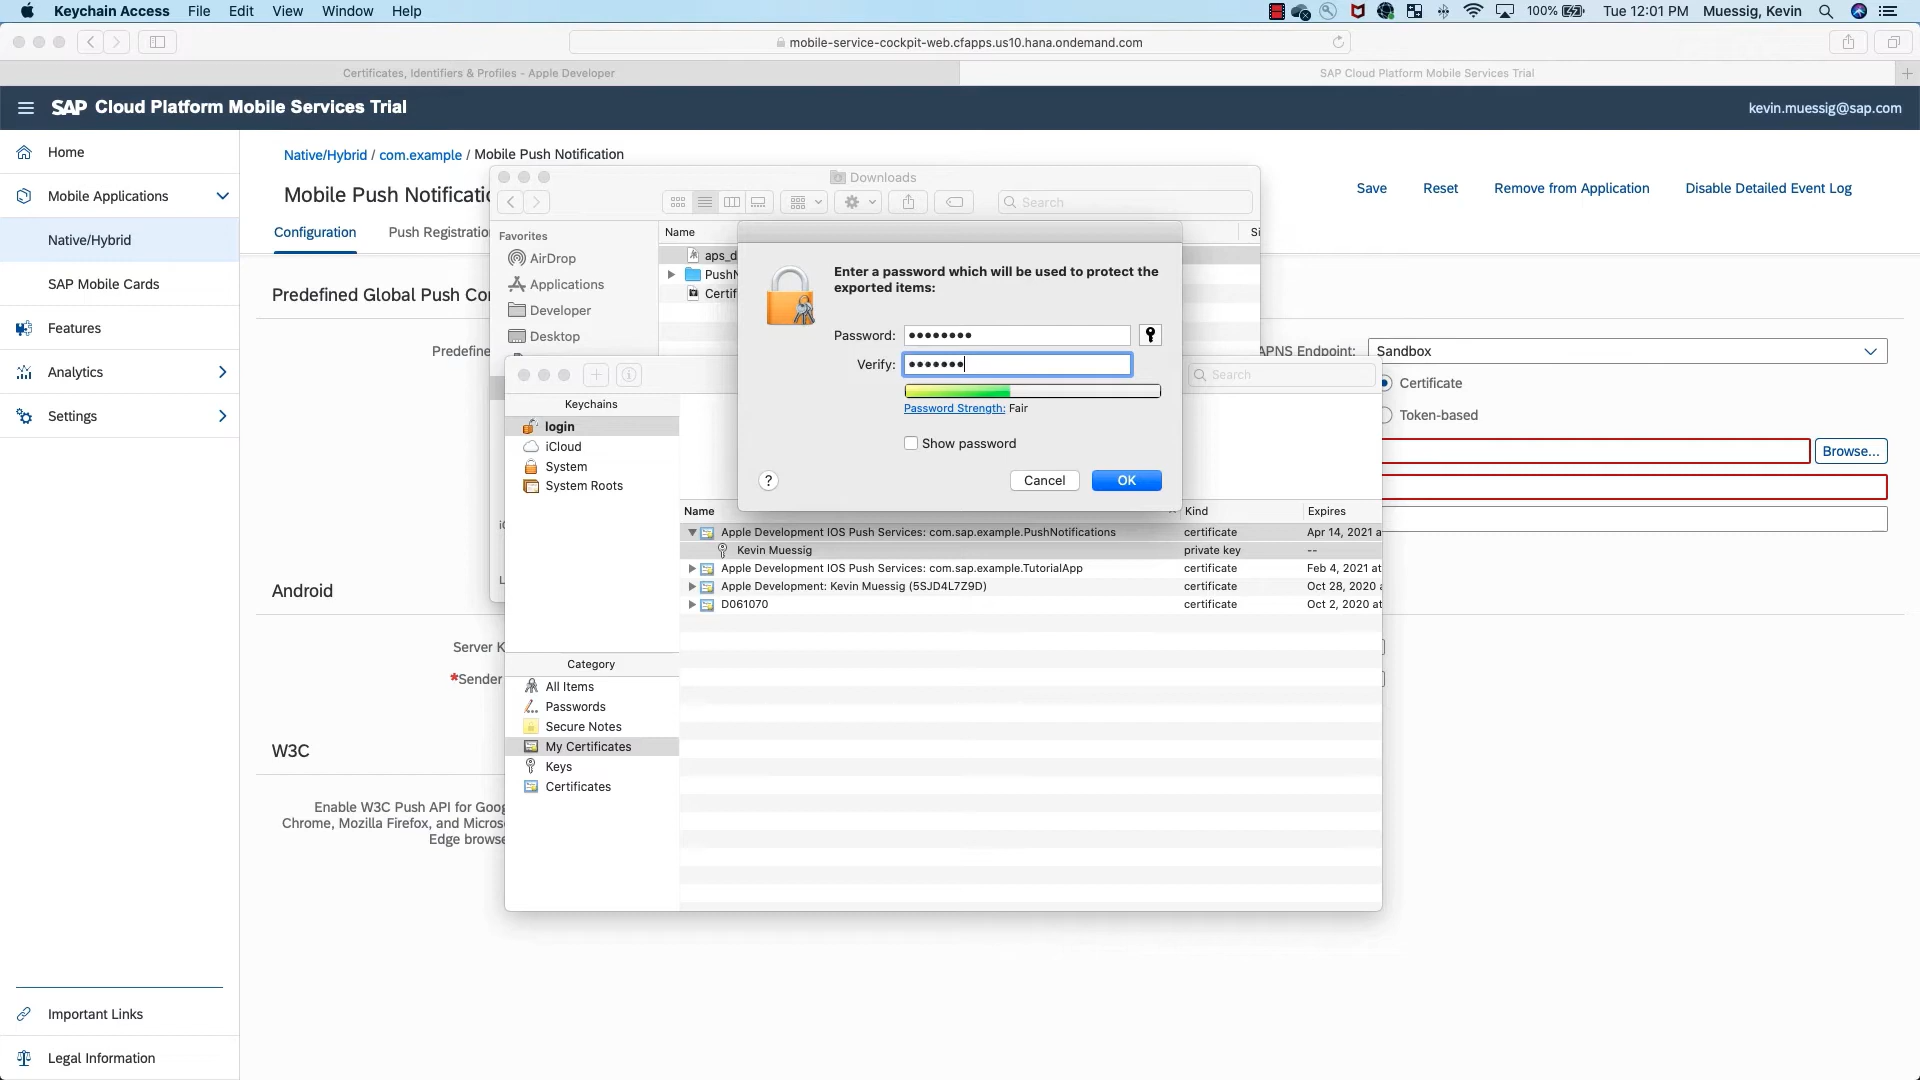 Keychain Access File Edit View Window Help 100% Tue 12:01 PM Muessig, Kevin
mobile-service-cockpit-web.cfapps.us10.hana.ondemand.com
Certificates, Identifiers & Profiles - Apple Developer SAP Cloud Platform Mobile Services Trial
SAP Cloud Platform Mobile Services Trial kevin.muessig@sap.com
Home
Mobile Applications
Native/Hybrid
SAP Mobile Cards
Features
Analytics
Settings
Important Links
Legal Information
Native/Hybrid / com.example / Mobile Push Notification
Mobile Push Notificatio
Save Reset Remove from Application Disable Detailed Event Log
Configuration Push Registratio
Predefined Global Push Co
Predefine
APNS Endpoint: Sandbox
Certificate
Token-based
Browse...
Android
Server K
*Sender
W3C
Enable W3C Push API for Goog
Chrome, Mozilla Firefox, and Micros
Edge browse
Downloads
Search
Favorites
AirDrop
Applications
Developer
Desktop
Name Si
aps_d
PushN
Certif
Enter a password which will be used to protect the
exported items:
Password: ••••••••
Verify: •••••••
Password Strength: Fair
Show password
? Cancel OK
Search
Keychains
login
iCloud
System
System Roots
Category
All Items
Passwords
Secure Notes
My Certificates
Keys
Certificates
Name Kind Expires
Apple Development IOS Push Services: com.sap.example.PushNotifications certificate Apr 14, 2021 a
Kevin Muessig private key --
Apple Development IOS Push Services: com.sap.example.TutorialApp certificate Feb 4, 2021 at
Apple Development: Kevin Muessig (5SJD4L7Z9D) certificate Oct 28, 2020
D061070 certificate Oct 2, 2020 at